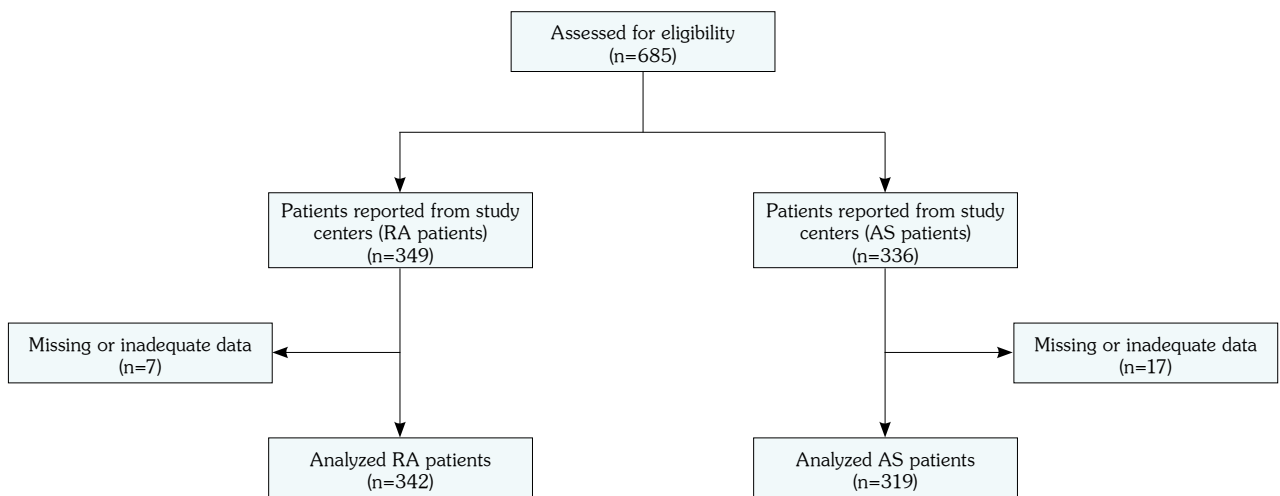 Assessed for eligibility
(n=685)
Patients reported from study
centers (RA patients)
(n=349)
Patients reported from study
centers (AS patients)
(n=336)
Missing or inadequate data
(n=7)
Missing or inadequate data
(n=17)
Analyzed RA patients
(n=342)
Analyzed AS patients
(n=319)